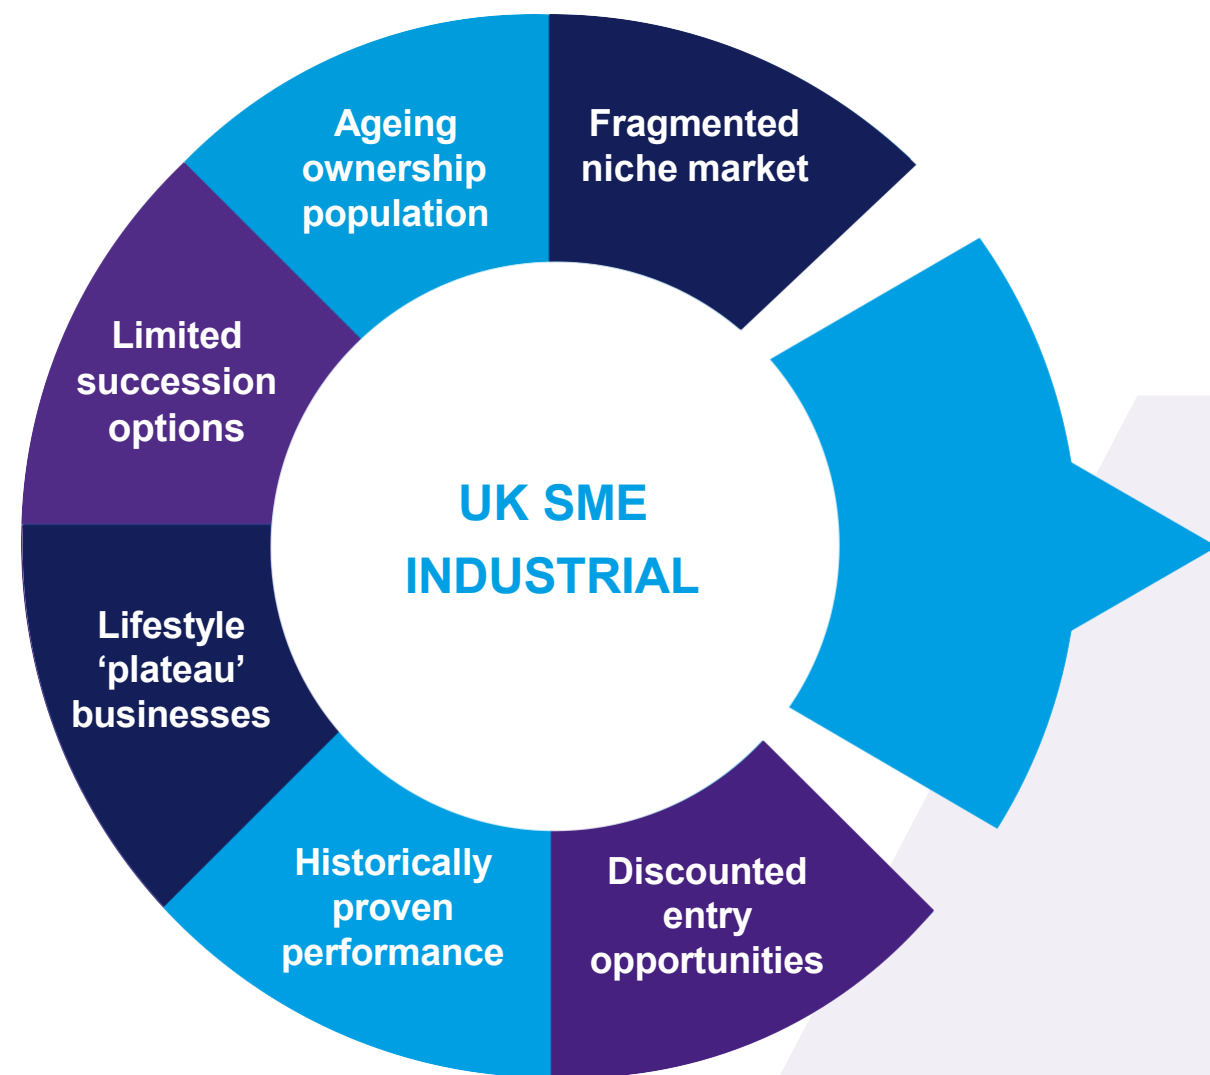 Fragmented
niche market
Ageing
ownership
population
Limited
succession
options
UK SME
INDUSTRIAL
Lifestyle
‘plateau’
businesses
Historically
proven
performance
Discounted
entry
opportunities